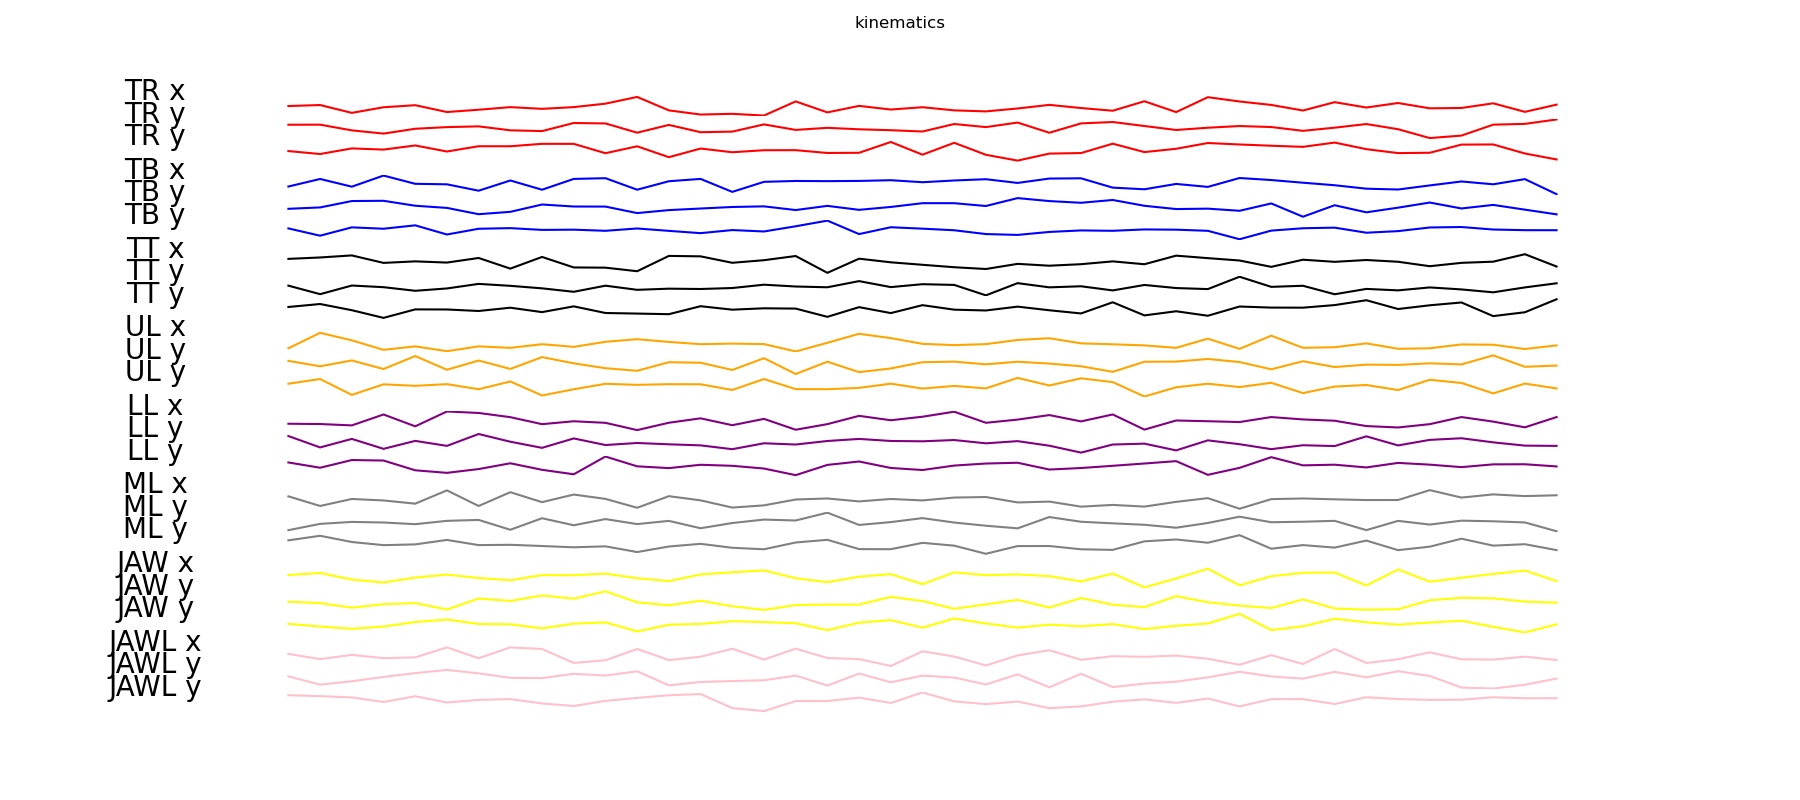 kinematics
TR x
TR y
TR y
TB x
TB y
TB y
TT x
TT y
TT y
UL x
UL y
UL y
LL x
LL y
LL y
ML x
ML y
ML y
JAW x
JAW y
JAW y
JAWL x
JAWL y
JAWL y